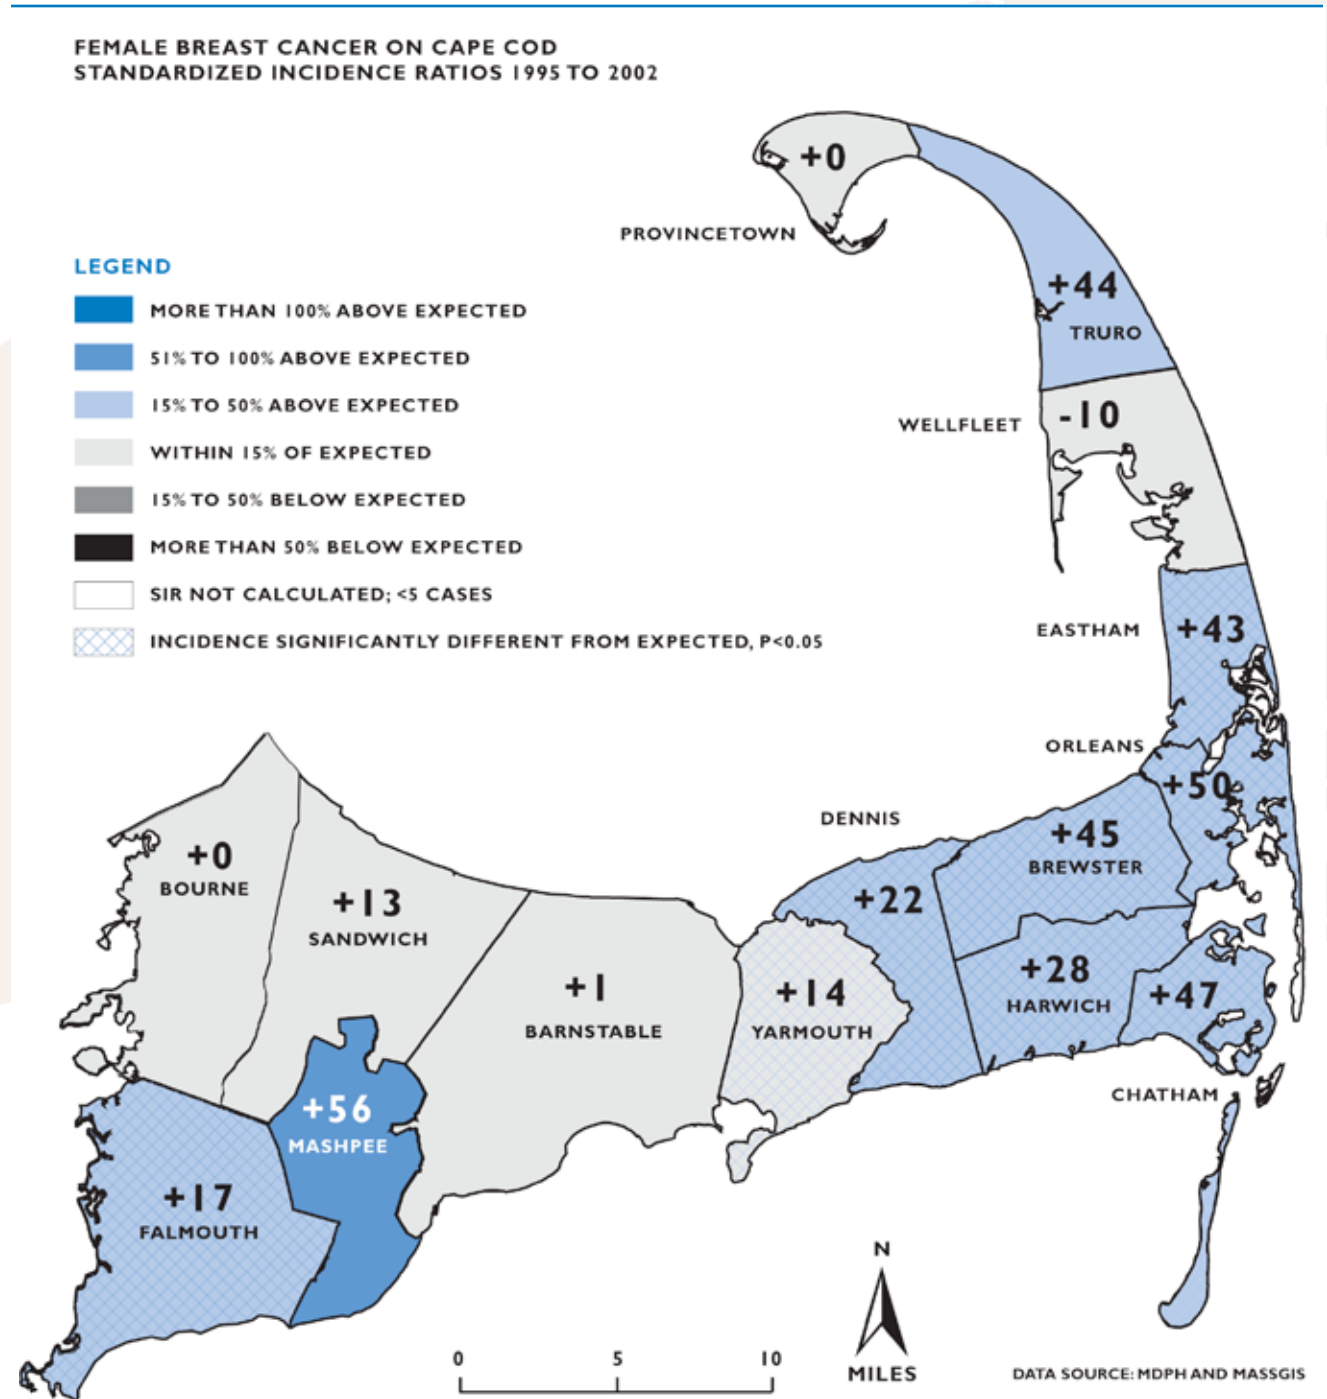 FEMALE BREAST CANCER ON CAPE COD
STANDARDIZED INCIDENCE RATIOS 1995 TO 2002
+0
PROVINCETOWN
LEGEND
MORE THAN 100% ABOVE EXPECTED
51% TO 100% ABOVE EXPECTED
15% TO 50% ABOVE EXPECTED
WITHIN 15% OF EXPECTED
15% TO 50% BELOW EXPECTED
MORE THAN 50% BELOW EXPECTED
SIR NOT CALCULATED; <5 CASES
INCIDENCE SIGNIFICANTLY DIFFERENT FROM EXPECTED, P<0.05
+44
TRURO
-10
WELLFLEET
+43
EASTHAM
ORLEANS
+50
DENNIS
+22
+45
BREWSTER
+0
BOURNE
+13
SANDWICH
+1
BARNSTABLE
+14
YARMOUTH
+28
HARWICH
+47
CHATHAM
+56
MASHPEE
+17
FALMOUTH
N
MILES
0 5 10
DATA SOURCE: MDPH AND MASSGIS